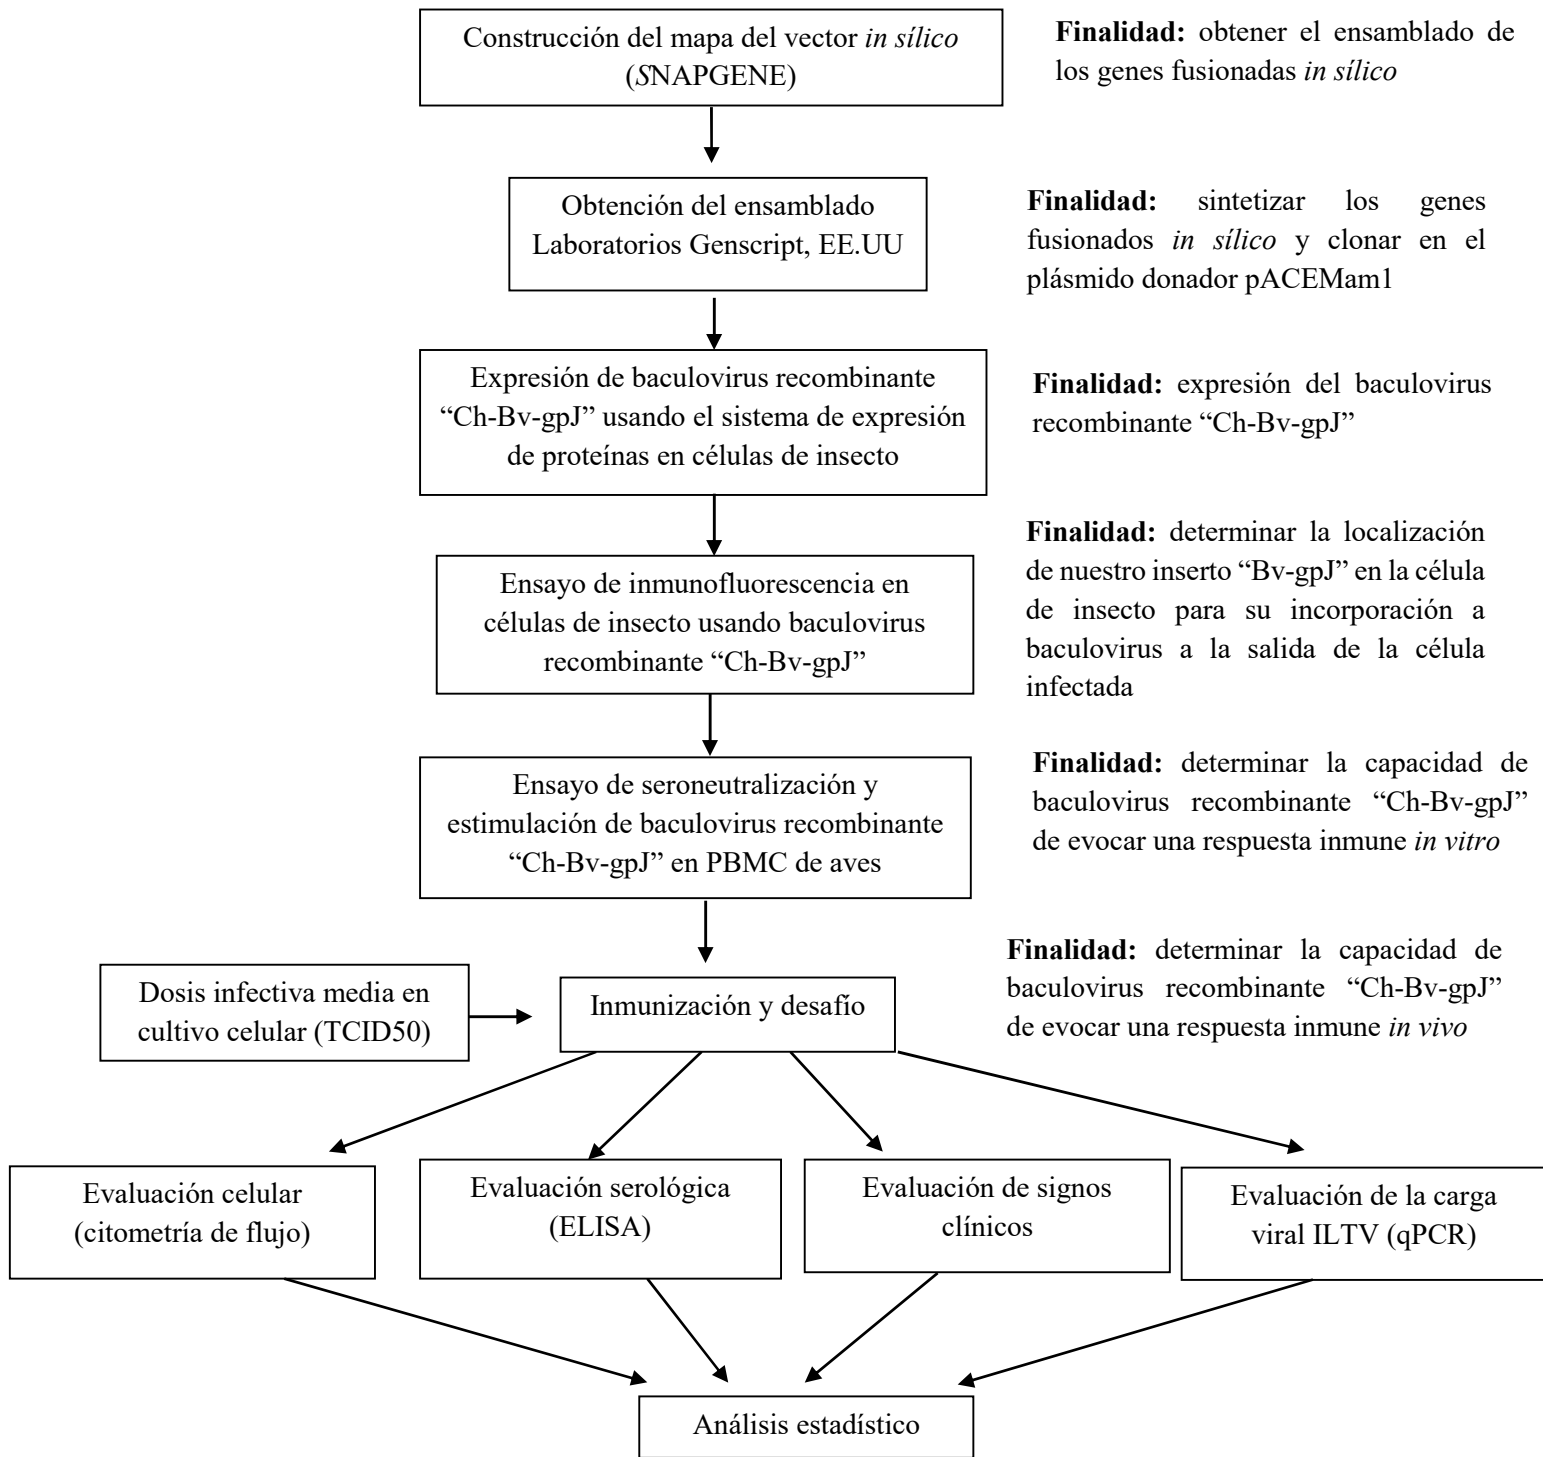 Construcción del mapa del vector in sílico
(SNAPGENE)
Finalidad: obtener el ensamblado de
los genes fusionadas in sílico
Obtención del ensamblado
Laboratorios Genscript, EE.UU
Finalidad: sintetizar los genes
fusionados in sílico y clonar en el
plásmido donador pACEMam1
Expresión de baculovirus recombinante
“Ch-Bv-gpJ” usando el sistema de expresión
de proteínas en células de insecto
Finalidad: expresión del baculovirus
recombinante “Ch-Bv-gpJ”
Ensayo de inmunofluorescencia en
células de insecto usando baculovirus
recombinante “Ch-Bv-gpJ”
Finalidad: determinar la localización
de nuestro inserto “Bv-gpJ” en la célula
de insecto para su incorporación a
baculovirus a la salida de la célula
infectada
Ensayo de seroneutralización y
estimulación de baculovirus recombinante
“Ch-Bv-gpJ” en PBMC de aves
Finalidad: determinar la capacidad de
baculovirus recombinante “Ch-Bv-gpJ”
de evocar una respuesta inmune in vitro
Dosis infectiva media en
cultivo celular (TCID50)
Inmunización y desafío
Finalidad: determinar la capacidad de
baculovirus recombinante “Ch-Bv-gpJ”
de evocar una respuesta inmune in vivo
Evaluación celular
(citometría de flujo)
Evaluación serológica
(ELISA)
Evaluación de signos
clínicos
Evaluación de la carga
viral ILTV (qPCR)
Análisis estadístico